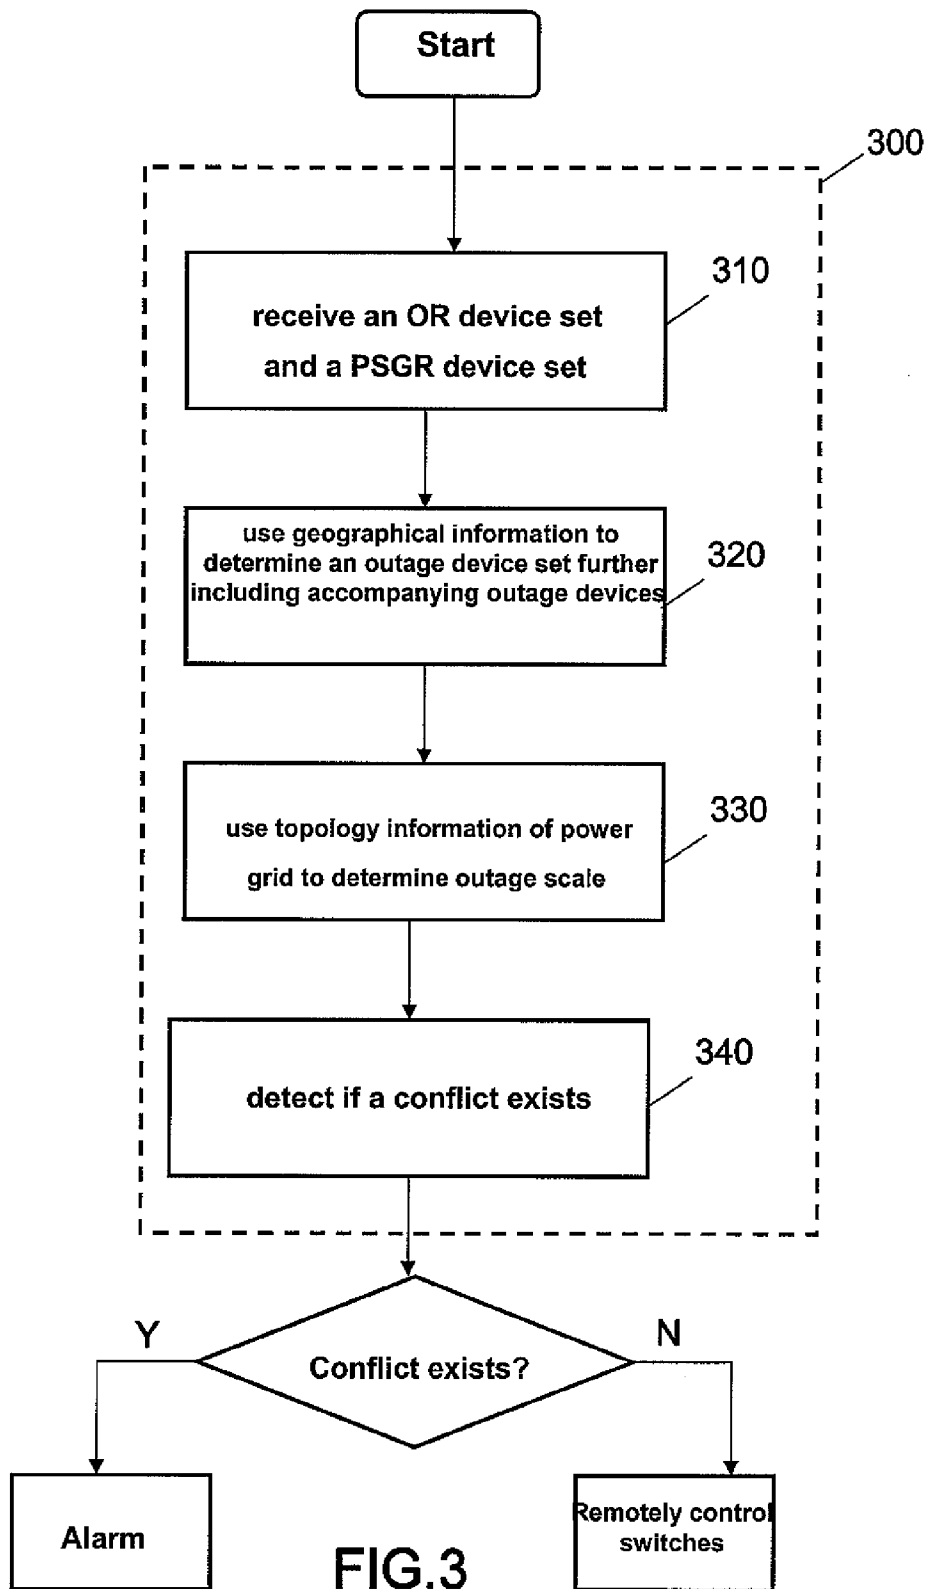 Start
300
310
receive an OR device set
and a PSGR device set
320
use geographical information to
determine an outage device set further
including accompanying outage devices
330
use topology information of power
grid to determine outage scale
340
detect if a conflict exists
Y
N
Conflict exists?
Alarm
Remotely control
switches
FIG.3